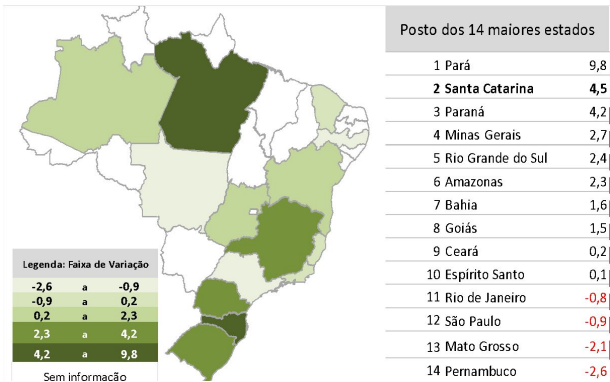 Posto dos 14 maiores estados
1 Pará 9,8
2 Santa Catarina 4,5
3 Paraná 4,2
4 Minas Gerais 2,7
5 Rio Grande do Sul 2,4
6 Amazonas 2,3
7 Bahia 1,6
8 Goiás 1,5
9 Ceará 0,2
10 Espírito Santo 0,1
11 Rio de Janeiro -0,8
12 São Paulo -0,9
13 Mato Grosso -2,1
14 Pernambuco -2,6
Legenda: Faixa de Variação
-2,6 a -0,9
-0,9 a 0,2
0,2 a 2,3
2,3 a 4,2
4,2 a 9,8
Sem informação